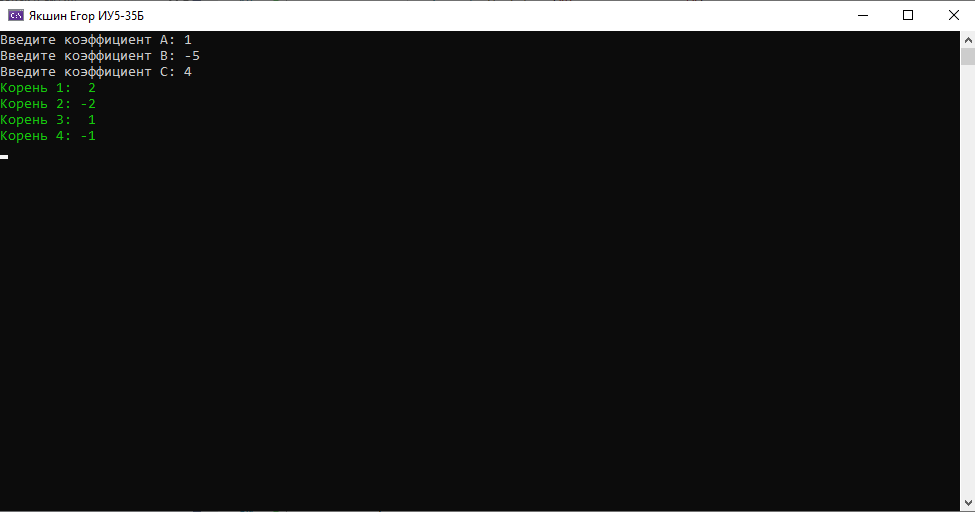 Якшин Егор ИУ5-35Б
Введите коэффициент A: 1
Введите коэффициент B: -5
Введите коэффициент C: 4
Корень 1:  2
Корень 2: -2
Корень 3:  1
Корень 4: -1